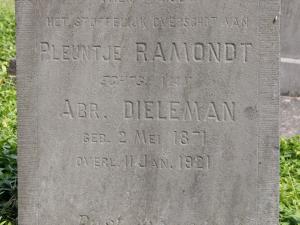 HET STOFFELIJK OVERSCHOT VAN
PLEUNTJE RAMONDT
ECHTG. VAN
ABR. DIELEMAN
GEB. 2 MEI 1871
OVERL. 11 JAN. 1921